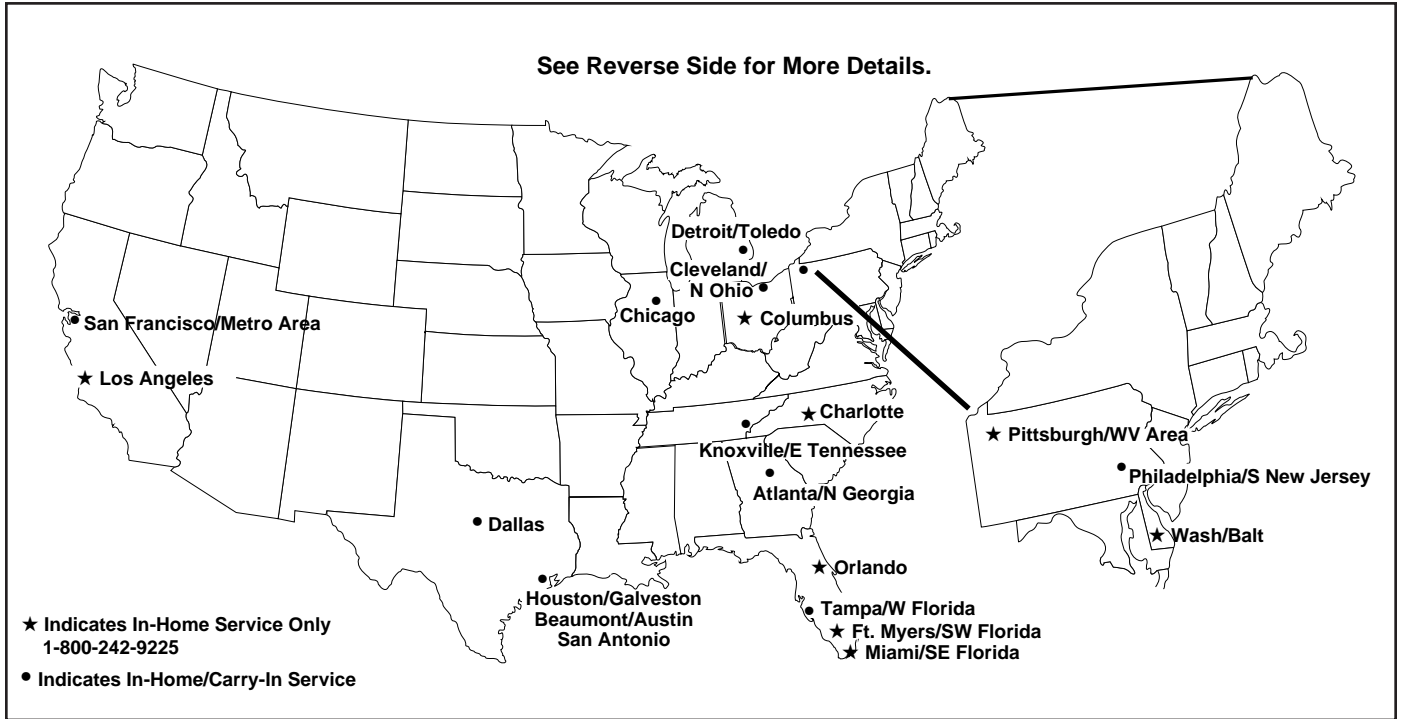 See Reverse Side for More Details.
Detroit/Toledo
Cleveland/
N Ohio
Chicago
Columbus
San Francisco/Metro Area
Los Angeles
Charlotte
Knoxville/E Tennessee
Atlanta/N Georgia
Pittsburgh/WV Area
Philadelphia/S New Jersey
Wash/Balt
Dallas
Orlando
Houston/Galveston
Beaumont/Austin
San Antonio
Tampa/W Florida
Ft. Myers/SW Florida
Miami/SE Florida
★ Indicates In-Home Service Only
1-800-242-9225
• Indicates In-Home/Carry-In Service